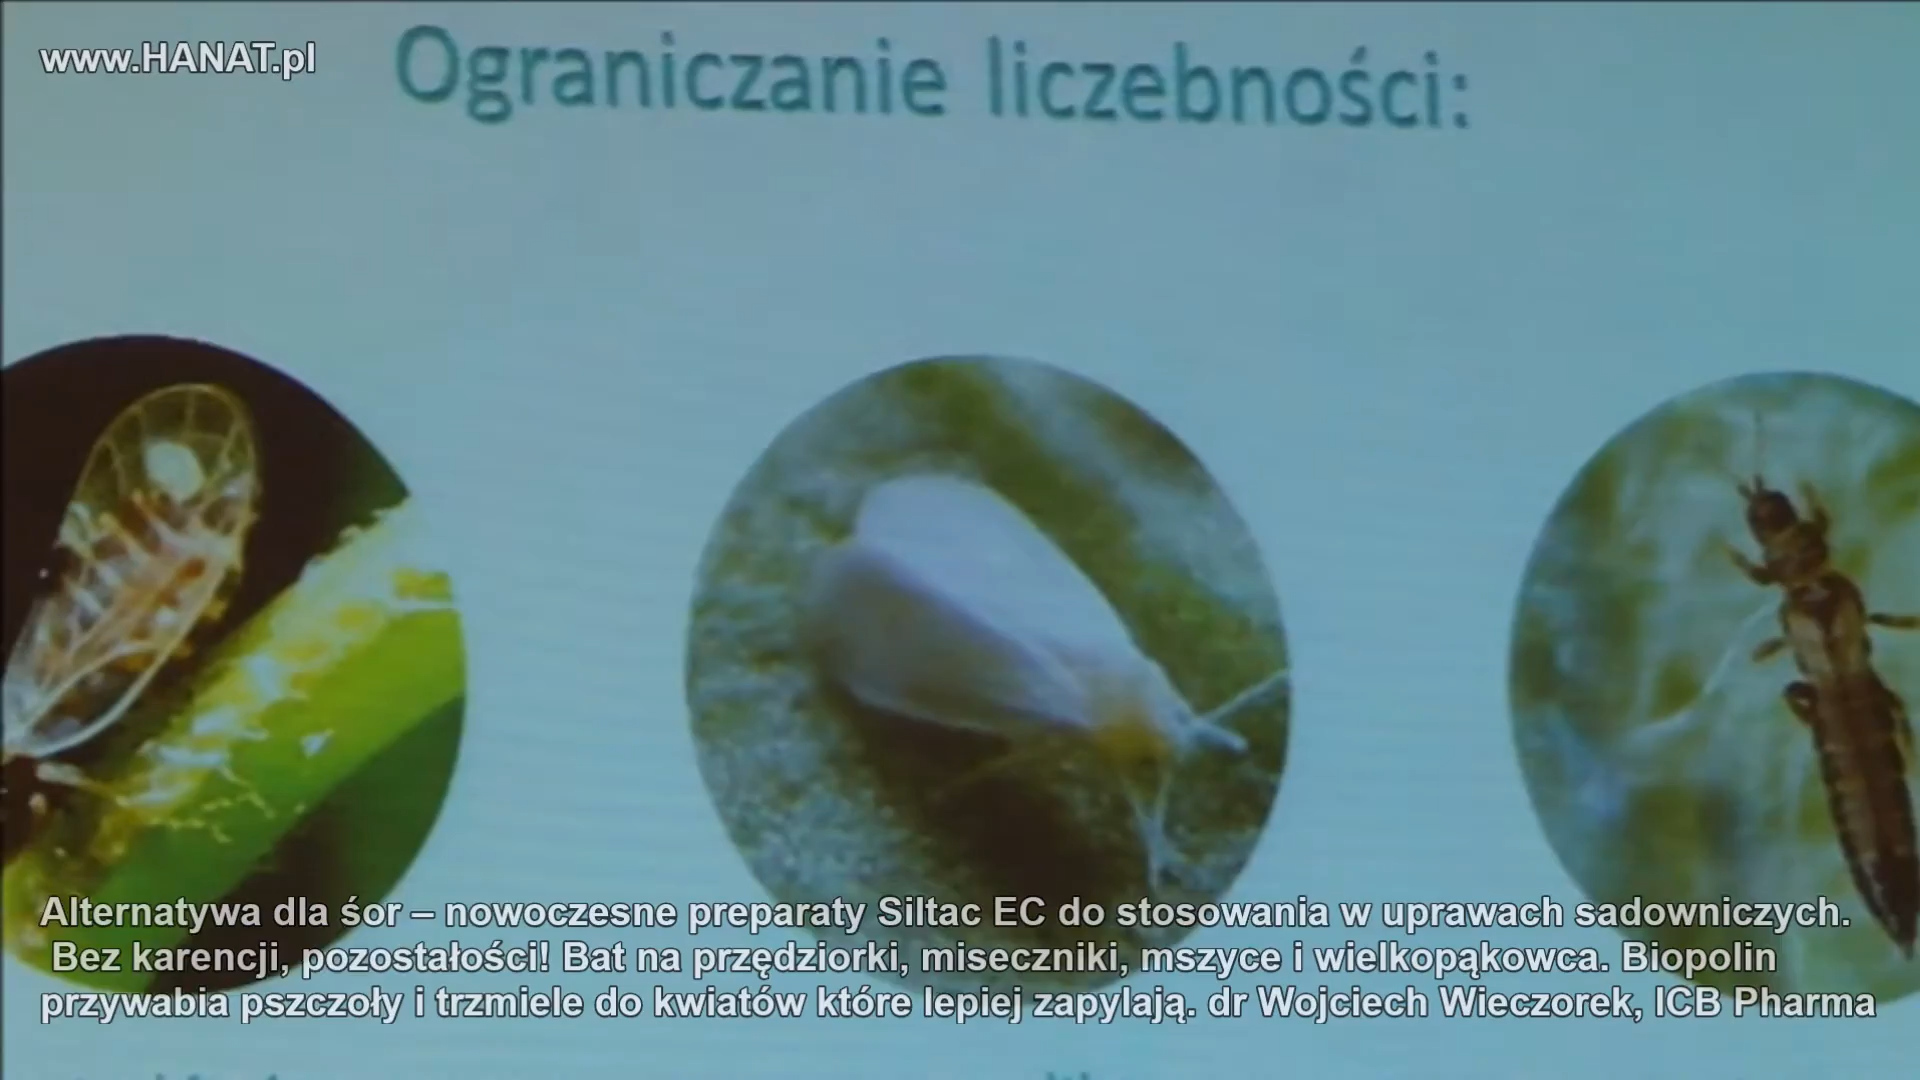 www.HANAT.pl
Ograniczanie liczebności:
Alternatywa dla śor – nowoczesne preparaty Siltac EC do stosowania w uprawach sadowniczych.
Bez karencji, pozostałości! Bat na przędziorki, miseczniki, mszyce i wielkopąkowca. Biopolin
przywabia pszczoły i trzmiele do kwiatów które lepiej zapylają. dr Wojciech Wieczorek, ICB Pharma